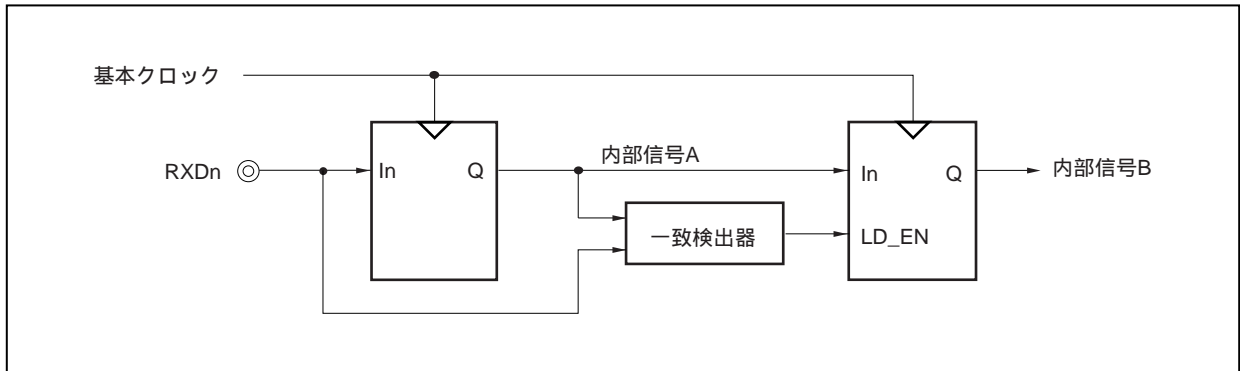 基本クロック
RXDn
In
Q
内部信号A
一致検出器
In
Q
LD_EN
内部信号B